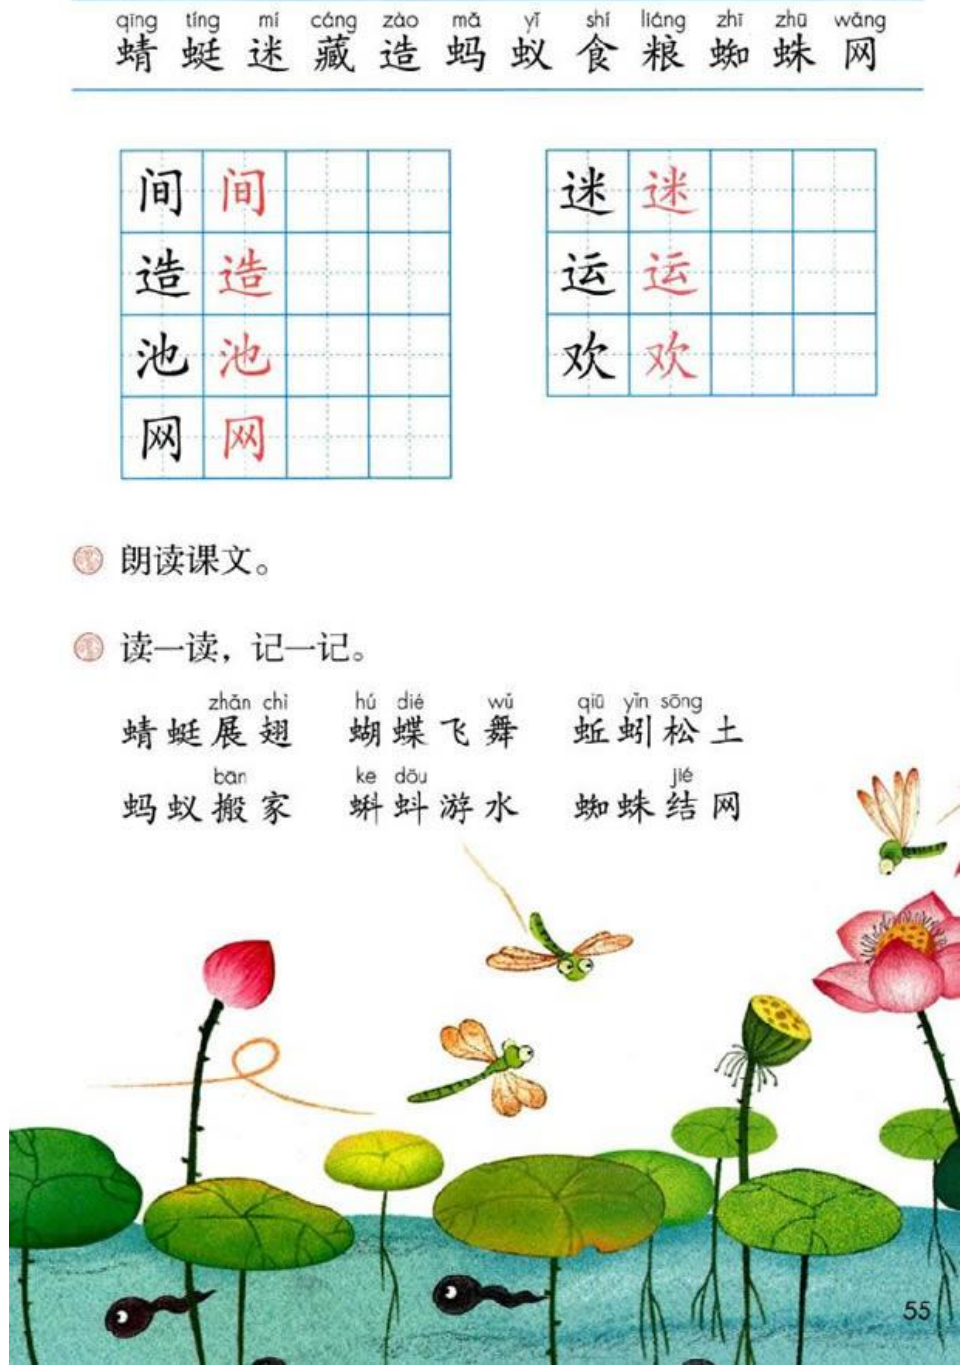 qīng tíng mí cáng zào mǎ yǐ shí liáng zhī zhū wǎng
蜻 蜓 迷 藏 造 蚂 蚁 食 粮 蜘 蛛 网
间 间 迷 迷
造 造 运 运
池 池 欢 欢
网 网
朗读课文。
读一读，记一记。
zhǎn chì hú dié wǔ qiū yǐn sōng
蜻蜓展翅 蝴蝶飞舞 蚯蚓松土
bān ke dǒu jié
蚂蚁搬家 蝌蚪游水 蜘蛛结网
55